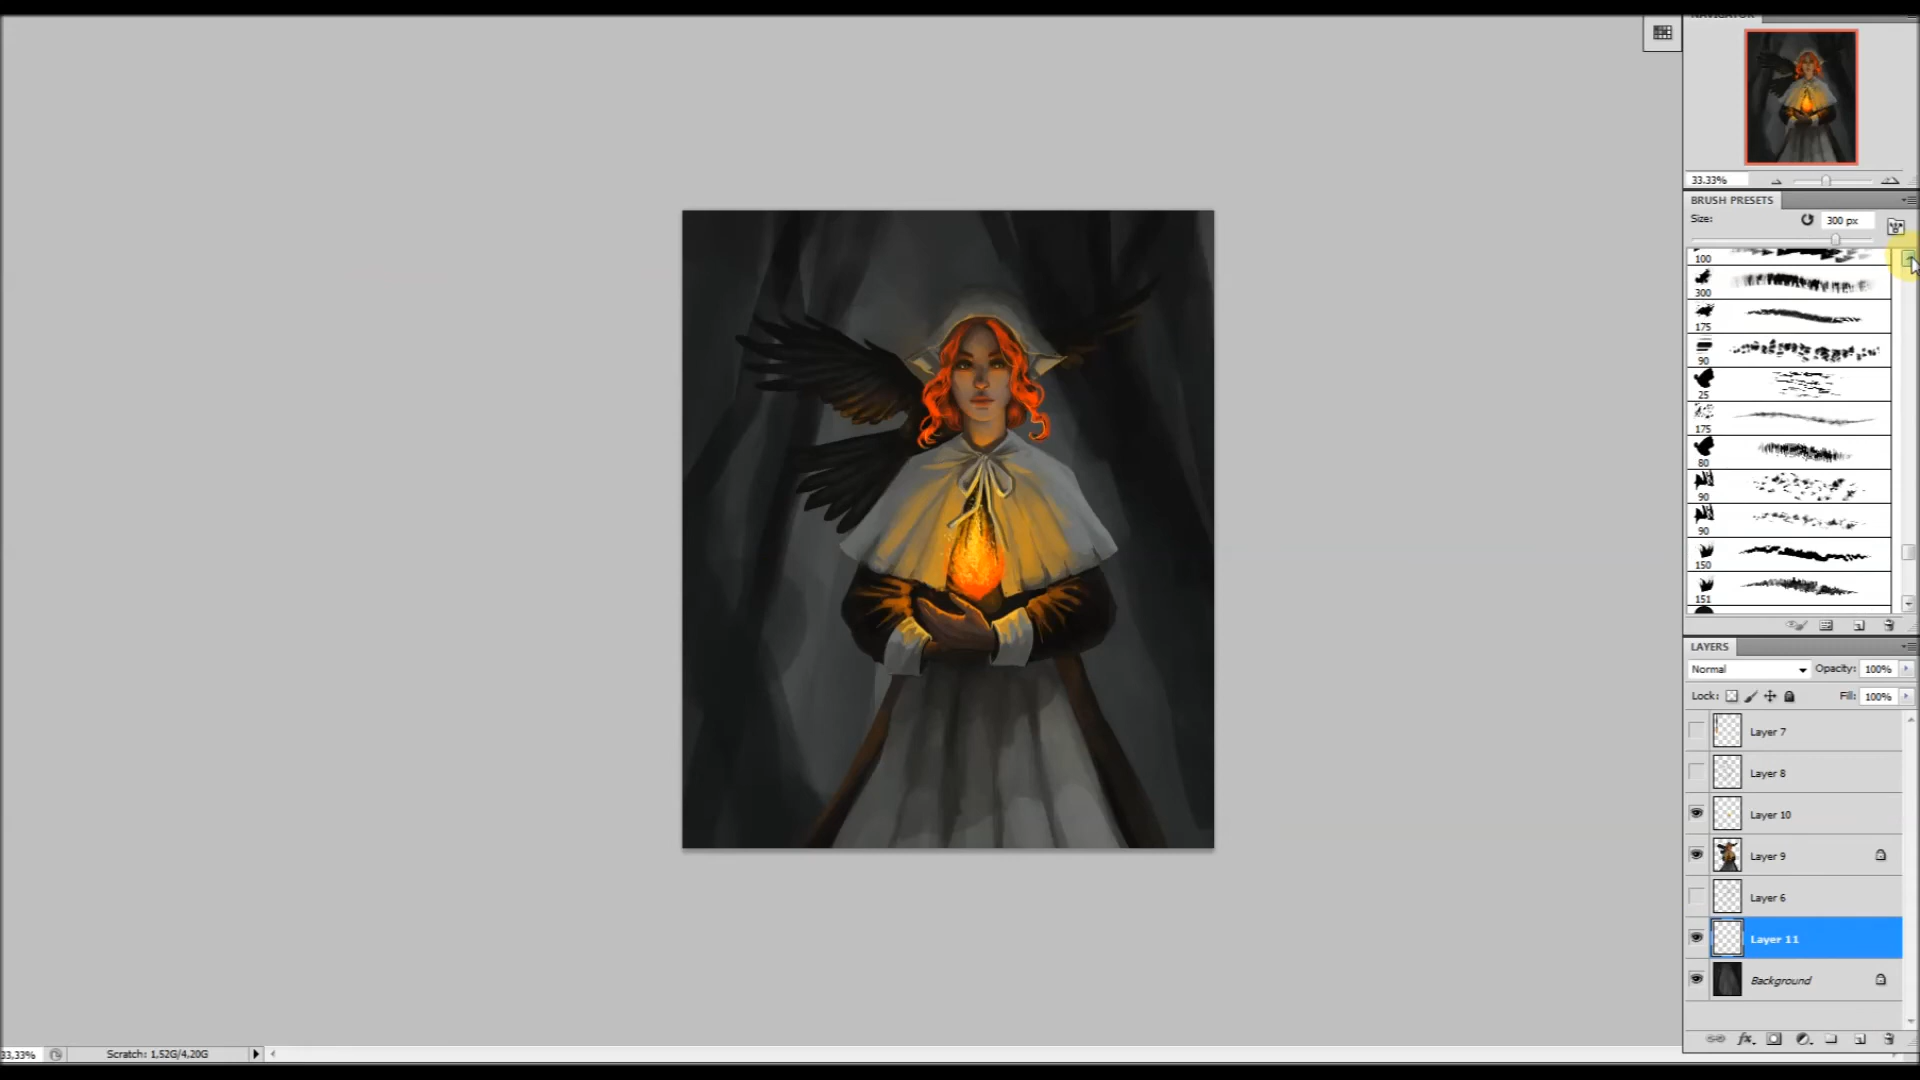 NAVIGATOR
33.33%
BRUSH PRESETS
Size:
300 px
100
300
175
90
25
175
80
90
90
150
151
LAYERS
Normal
Opacity: 100%
Lock:
Fill: 100%
Layer 7
Layer 8
Layer 10
Layer 9
Layer 6
Layer 11
Background
33,33%
Scratch: 1,52G/4,20G